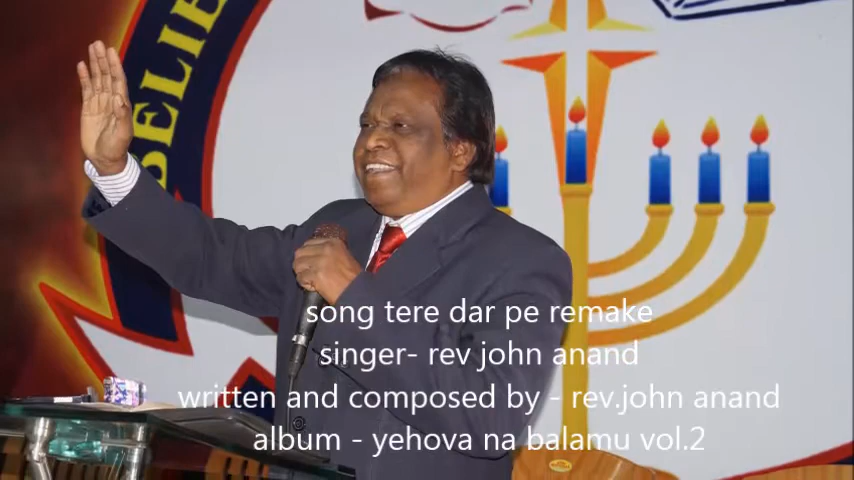 BELIE
song tere dar pe remake
singer- rev john anand
written and composed by - rev.john anand
album - yehova na balamu vol.2